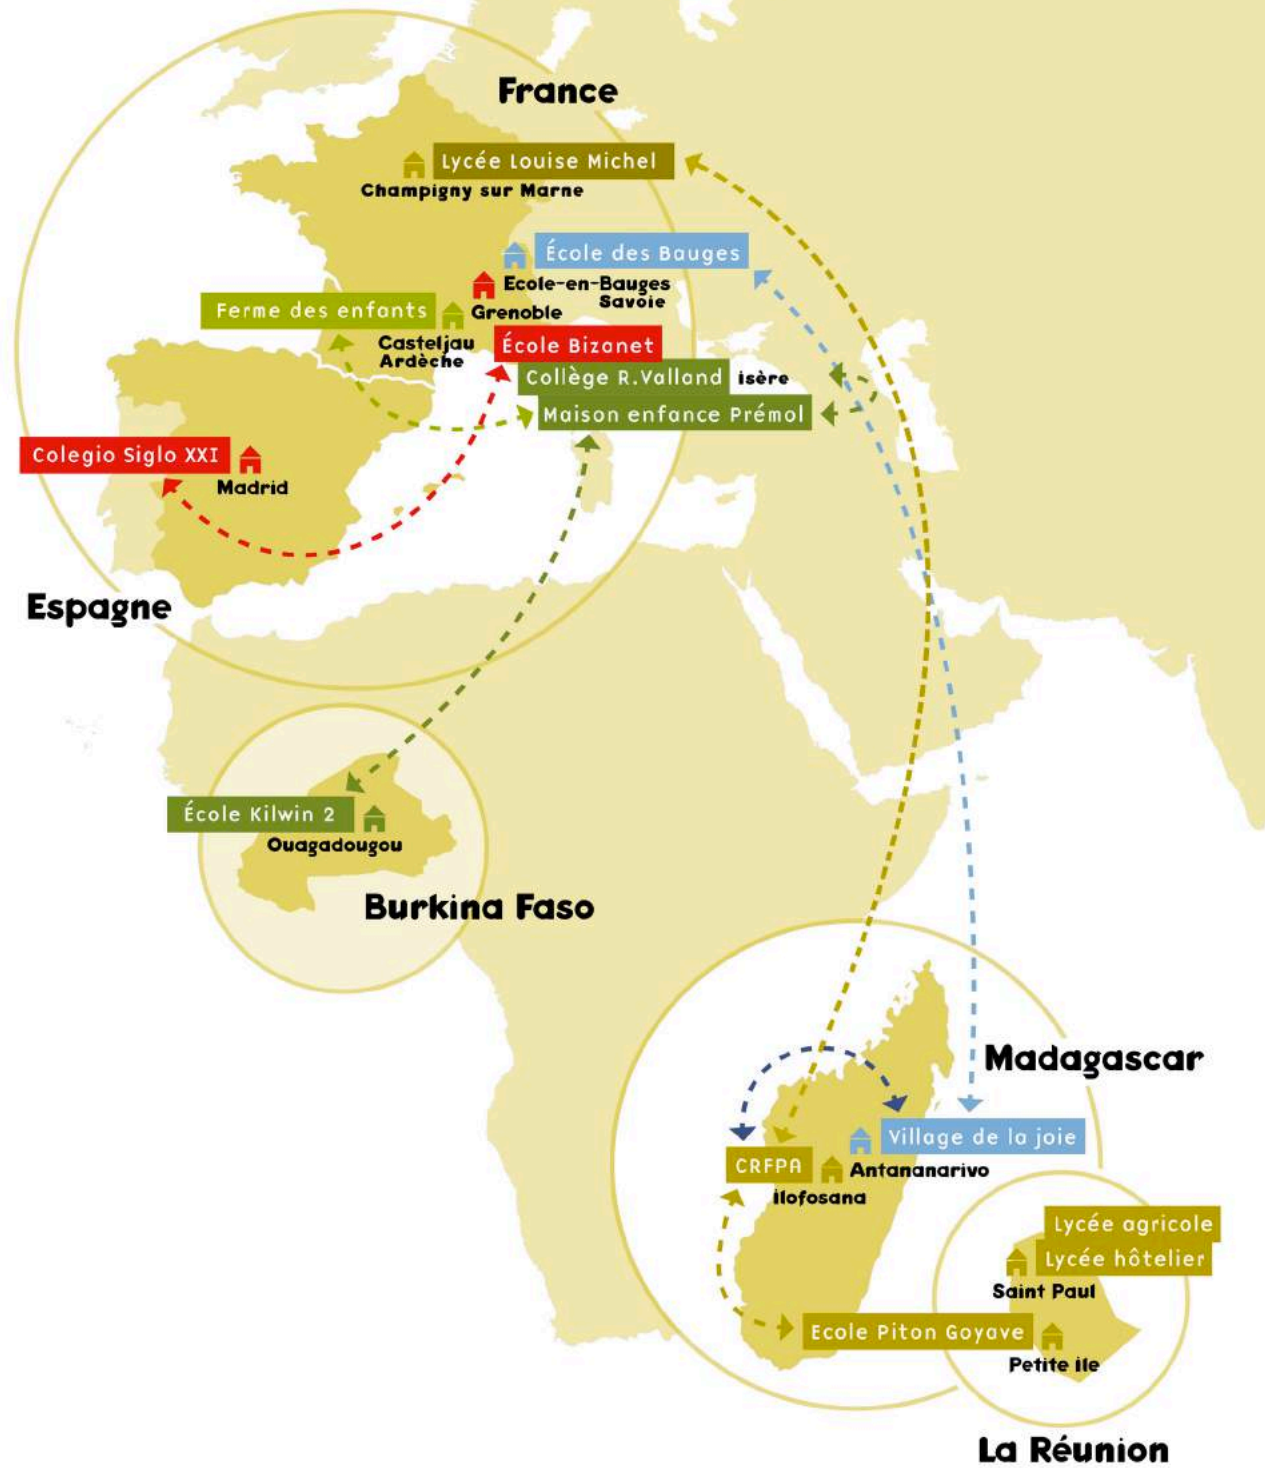 France
Lycée Louise Michel
Champigny sur Marne
École des Bauges
Ecole-en-Bauges
Savoie
Ferme des enfants
Grenoble
Casteljau
Ardèche
École Bizanet
Collège R.Valland
isère
Maison enfance Prémol
Colegio Siglo XXI
Madrid
Espagne
École Kilwin 2
Ouagadougou
Burkina Faso
Madagascar
Village de la joie
CRFPA
Antananarivo
ilofosana
Lycée agricole
Lycée hôtelier
Saint Paul
Ecole Piton Goyave
Petite ile
La Réunion